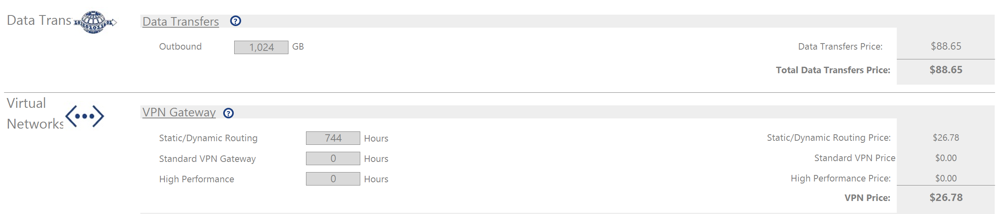 Data Trans
Data Transfers ?
Outbound 1,024 GB Data Transfers Price: $88.65
Total Data Transfers Price: $88.65
Virtual
Networks
VPN Gateway ?
Static/Dynamic Routing 744 Hours Static/Dynamic Routing Price: $26.78
Standard VPN Gateway 0 Hours Standard VPN Price $0.00
High Performance 0 Hours High Performance Price: $0.00
VPN Price: $26.78